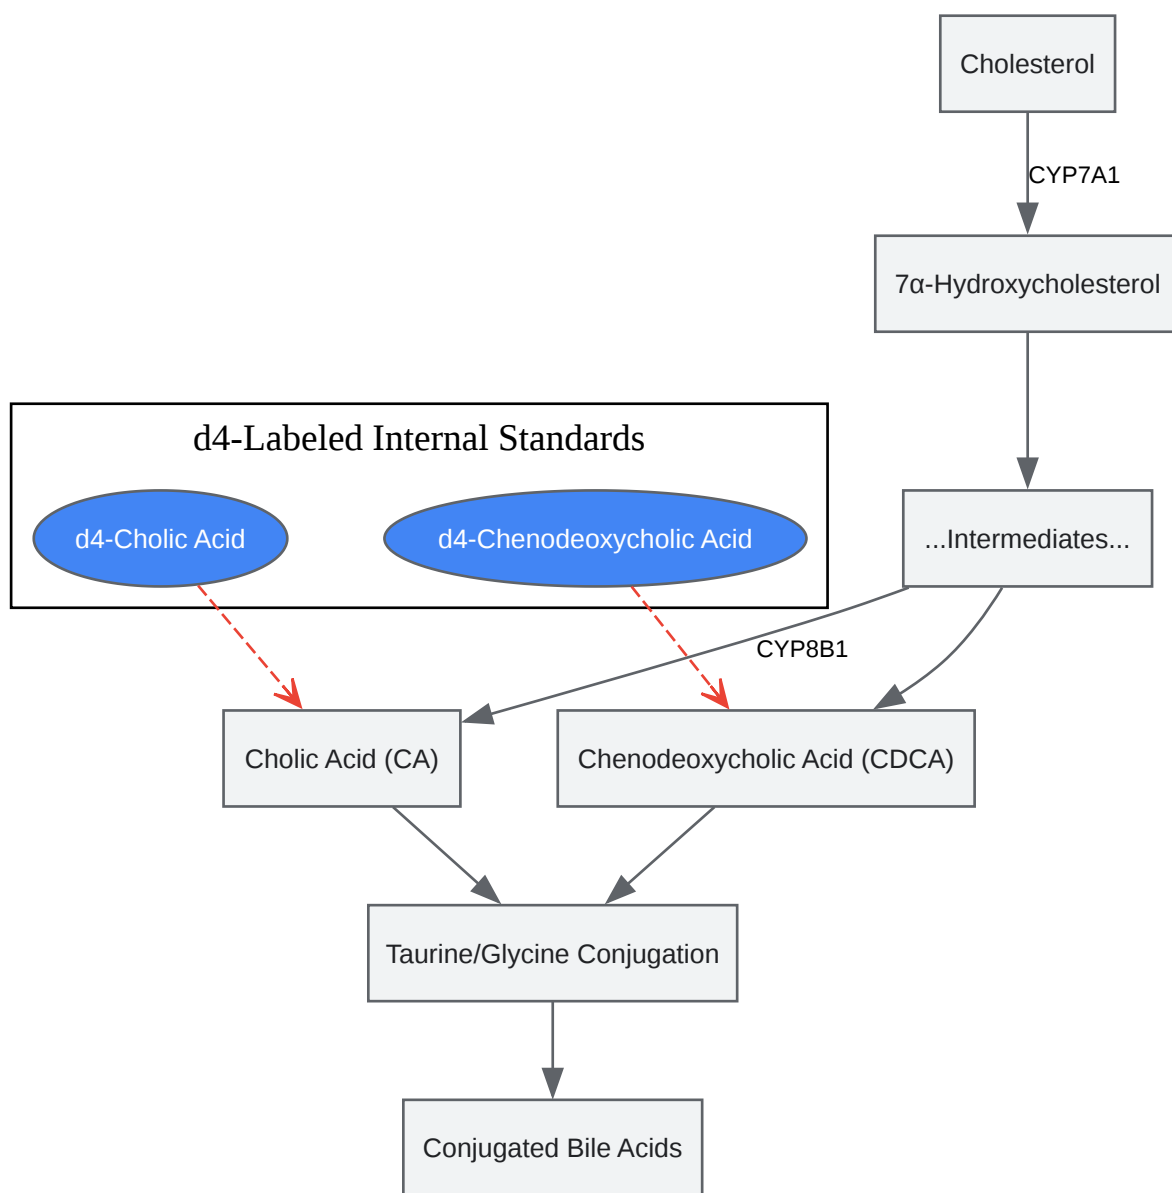 Cholesterol
CYP7A1
7α-Hydroxycholesterol
d4-Labeled Internal Standards
d4-Cholic Acid
d4-Chenodeoxycholic Acid
...Intermediates...
CYP8B1
Cholic Acid (CA)
Chenodeoxycholic Acid (CDCA)
Taurine/Glycine Conjugation
Conjugated Bile Acids